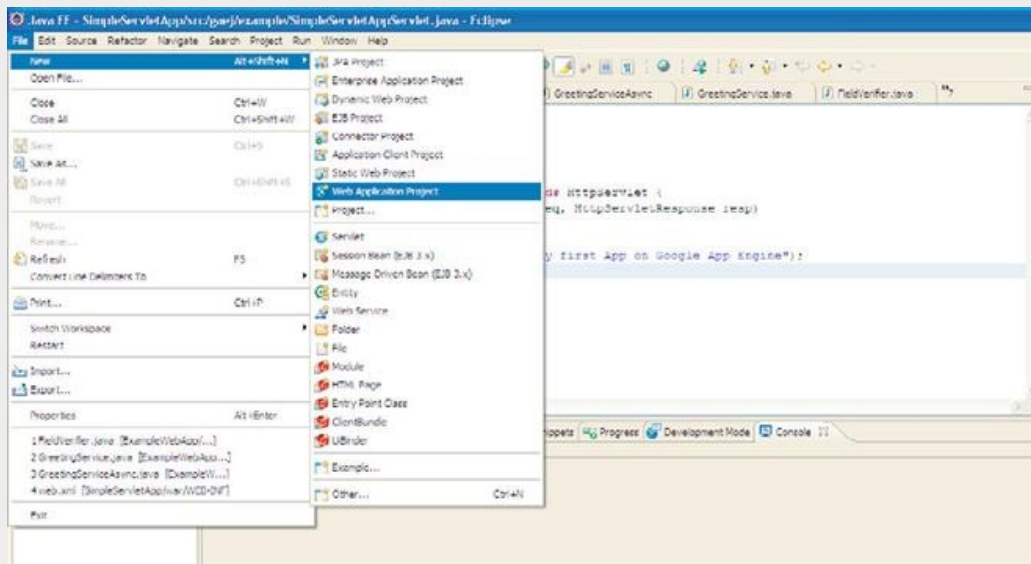 Java EE - SimpleServletApp/src/gaej/example/SimpleServletAppServlet.java - Eclipse
File Edit Source Refactor Navigate Search Project Run Window Help
New Alt+Shift+N
Open File...
Close Ctrl+W
Close All Ctrl+Shift+W
Save Ctrl+S
Save As...
Save All Ctrl+Shift+S
Revert
Move...
Rename...
Refresh F5
Convert Line Delimiters To
Print... Ctrl+P
Switch Workspace
Restart
Import...
Export...
Properties Alt+Enter
1 FieldVerifier.java [ExampleWebApp/...]
2 GreetingService.java [ExampleWebApp...]
3 GreetingServiceAsync.java [ExampleW...]
4 web.xml [SimpleServletApp/war/WEB-INF]
Exit
JPA Project
Enterprise Application Project
Dynamic Web Project
EJB Project
Connector Project
Application Client Project
Static Web Project
Web Application Project
Project...
Servlet
Session Bean (EJB 3.x)
Message Driven Bean (EJB 3.x)
Entity
Web Service
Folder
File
Module
HTML Page
Entry Point Class
ClientBundle
UiBinder
Example...
Other... Ctrl+N
GreetingServiceAsync GreetingService.java FieldVerifier.java
ds HttpServlet {
eq, HttpServletResponse resp)
y first App on Google App Engine");
ippets Progress Development Mode Console